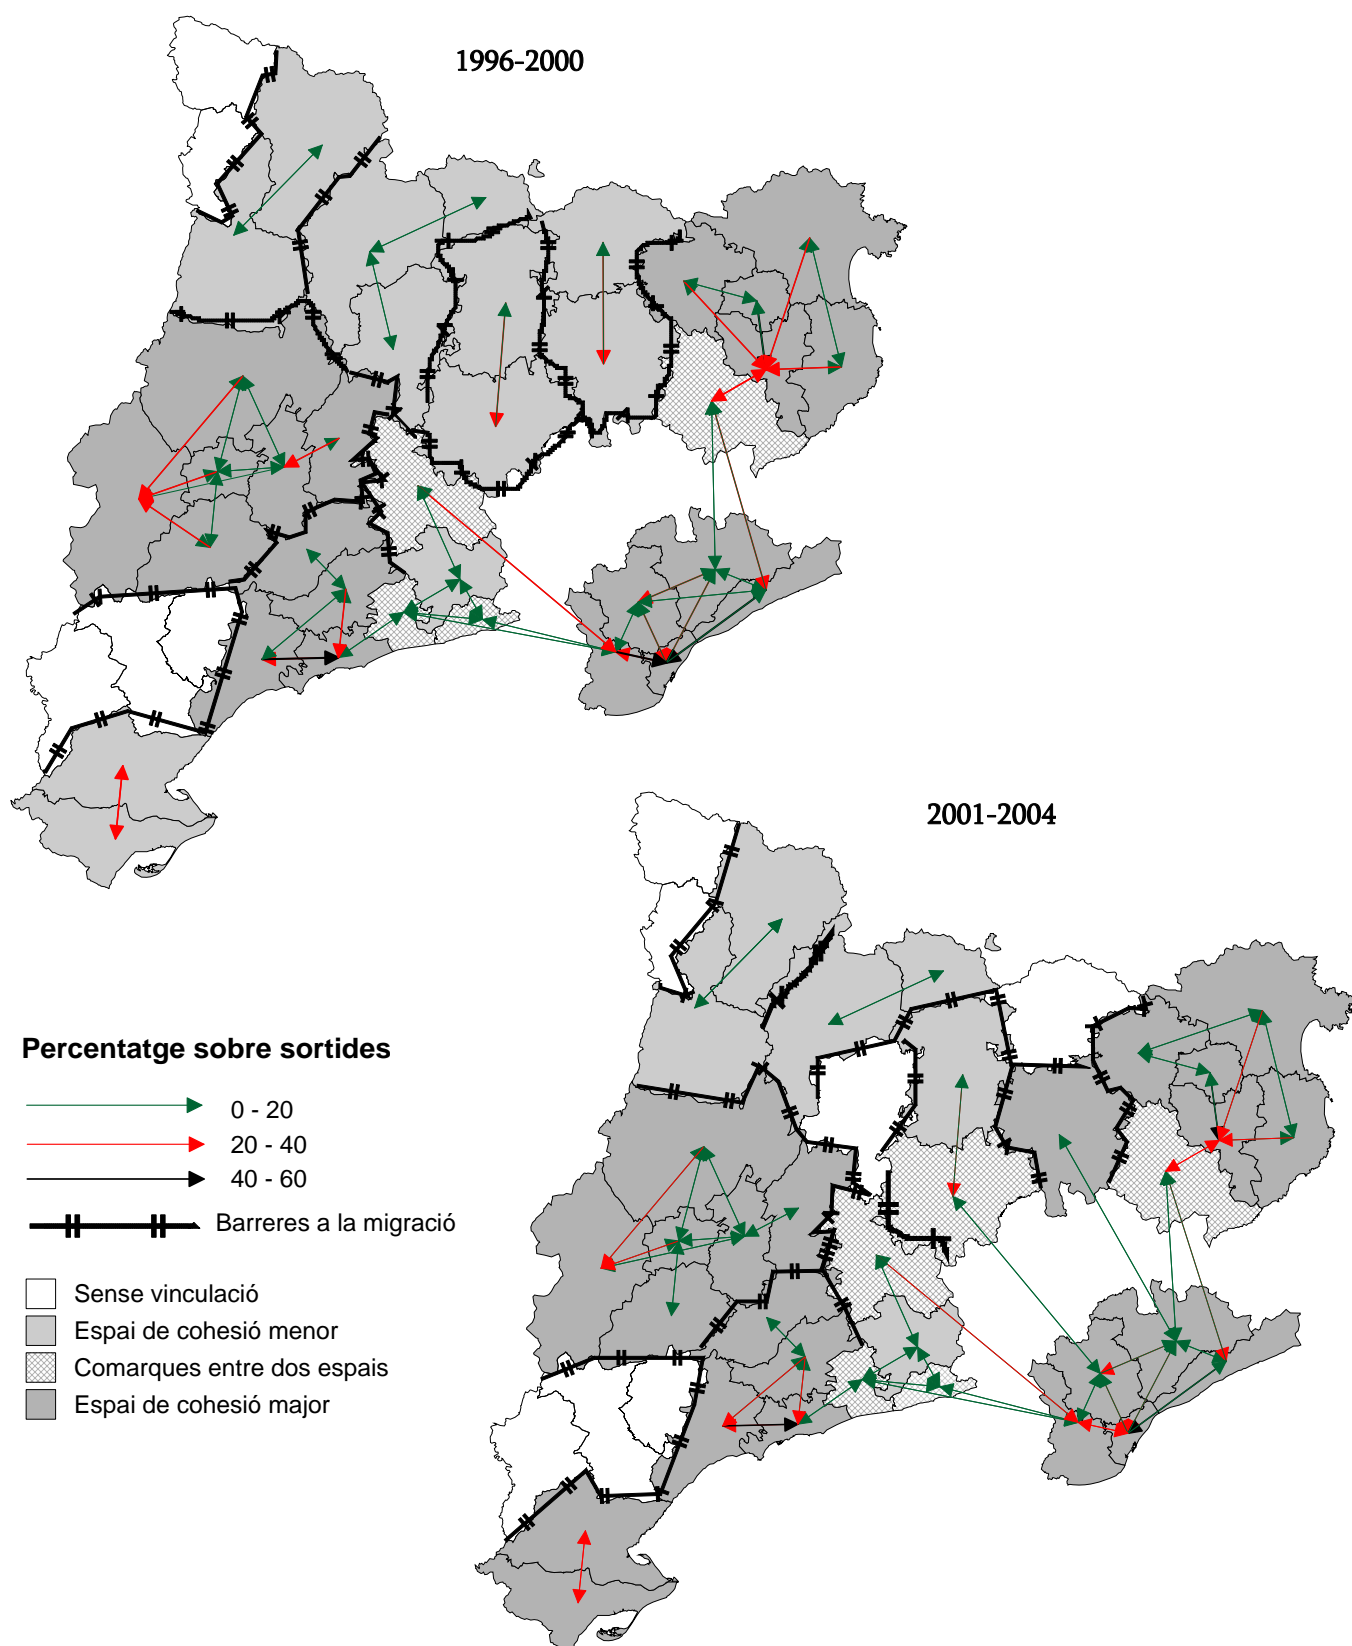 1996-2000
2001-2004
Percentatge sobre sortides
0 - 20
20 - 40
40 - 60
Barreres a la migració
Sense vinculació
Espai de cohesió menor
Comarques entre dos espais
Espai de cohesió major